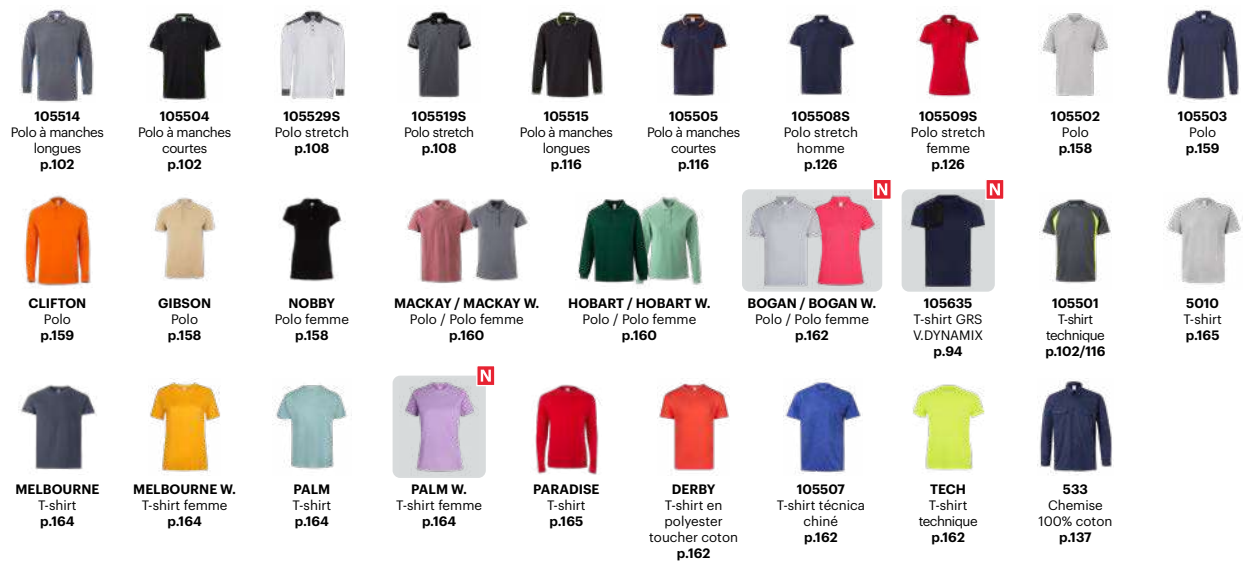 105514
Polo à manches
longues
p.102
105504
Polo à manches
courtes
p.102
105529S
Polo stretch
p.108
105519S
Polo stretch
p.108
105515
Polo à manches
longues
p.116
105505
Polo à manches
courtes
p.116
105508S
Polo stretch
homme
p.126
105509S
Polo stretch
femme
p.126
105502
Polo
p.158
105503
Polo
p.159
CLIFTON
Polo
p.159
GIBSON
Polo
p.158
NOBBY
Polo femme
p.158
MACKAY / MACKAY W.
Polo / Polo femme
p.160
HOBART / HOBART W.
Polo / Polo femme
p.160
N
BOGAN / BOGAN W.
Polo / Polo femme
p.162
N
105635
T-shirt GRS
V.DYNAMIX
p.94
105501
T-shirt
technique
p.102/116
5010
T-shirt
p.165
MELBOURNE
T-shirt
p.164
MELBOURNE W.
T-shirt femme
p.164
PALM
T-shirt
p.164
N
PALM W.
T-shirt femme
p.164
PARADISE
T-shirt
p.165
DERBY
T-shirt en
polyester
toucher coton
p.162
105507
T-shirt técnica
chiné
p.162
TECH
T-shirt
technique
p.162
533
Chemise
100% coton
p.137